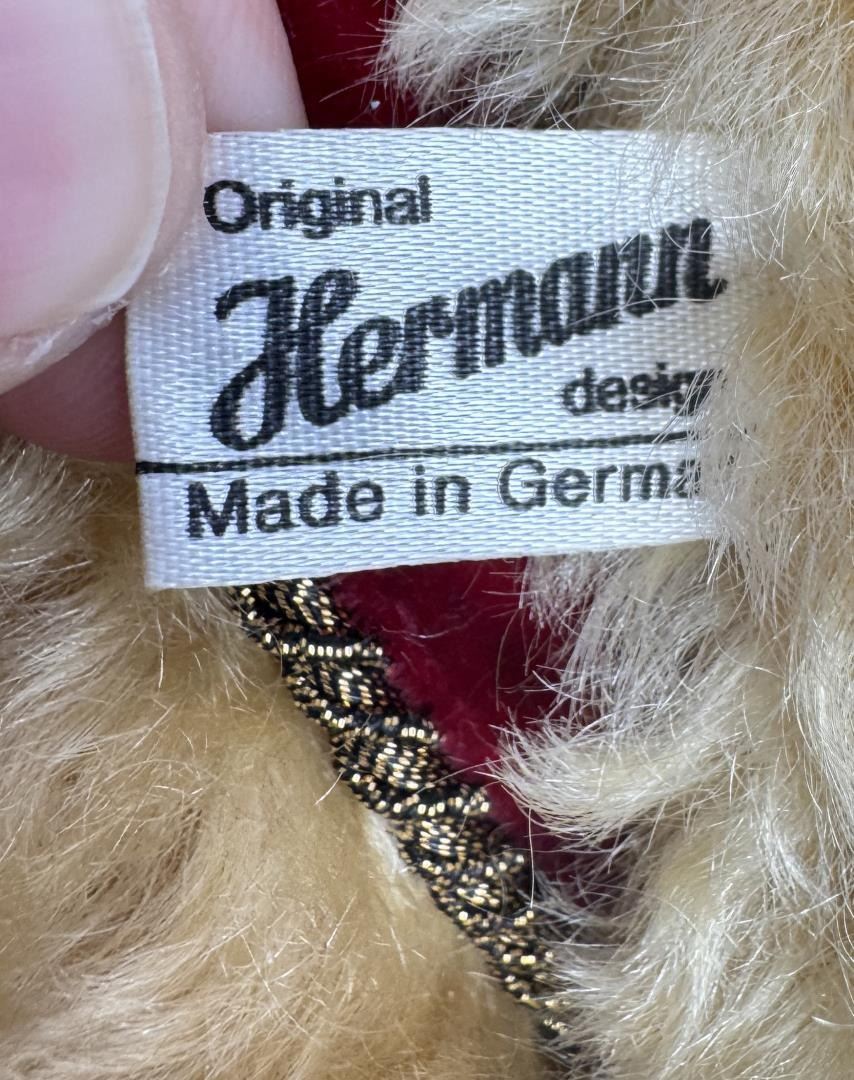 Original
Hermann
desig
Made in Germa